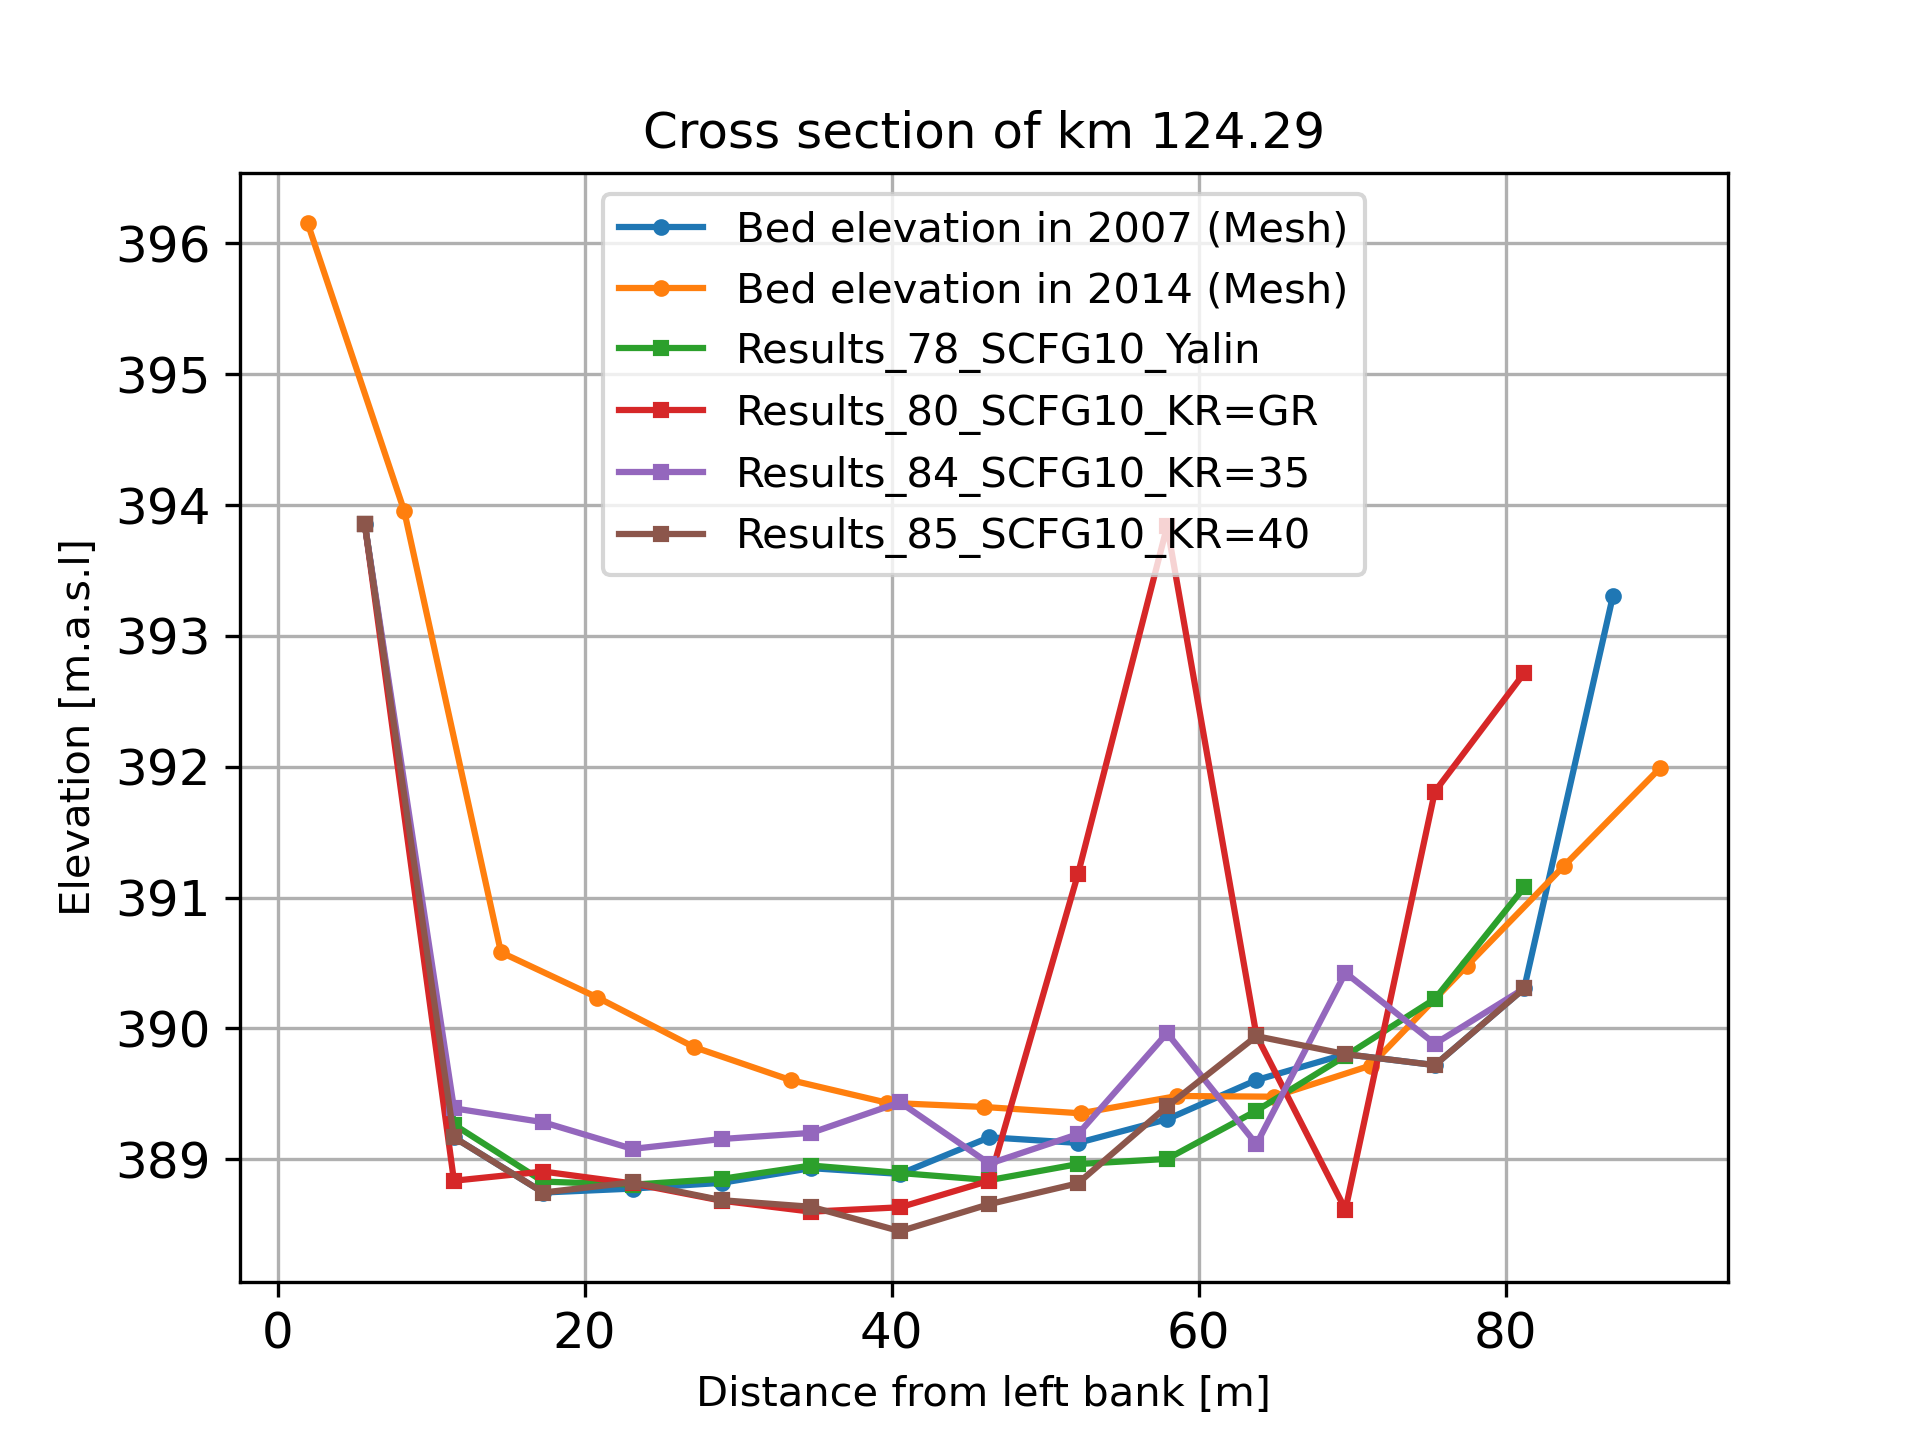 Cross section of km 124.29
Bed elevation in 2007 (Mesh)
Bed elevation in 2014 (Mesh)
Results_78_SCFG10_Yalin
Results_80_SCFG10_KR=GR
Results_84_SCFG10_KR=35
Results_85_SCFG10_KR=40
396
395
394
393
392
391
390
389
Elevation [m.a.s.l]
0 20 40 60 80
Distance from left bank [m]